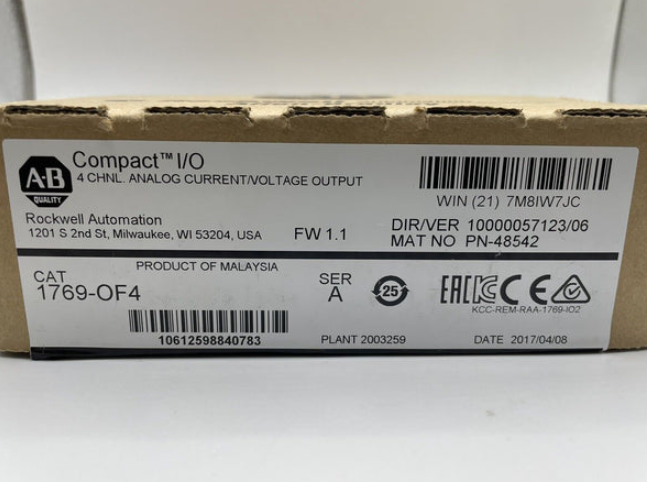 A·B
QUALITY
Compact™ I/O
4 CHNL. ANALOG CURRENT/VOLTAGE OUTPUT
WIN (21) 7M8IW7JC
Rockwell Automation
1201 S 2nd St, Milwaukee, WI 53204, USA
FW 1.1
DIR/VER 10000057123/06
MAT NO PN-48542
PRODUCT OF MALAYSIA
CAT
1769-OF4
SER
A
25
EAC CE
KCC-REM-RAA-1769-IO2
10612598840783
PLANT 2003259
DATE 2017/04/08